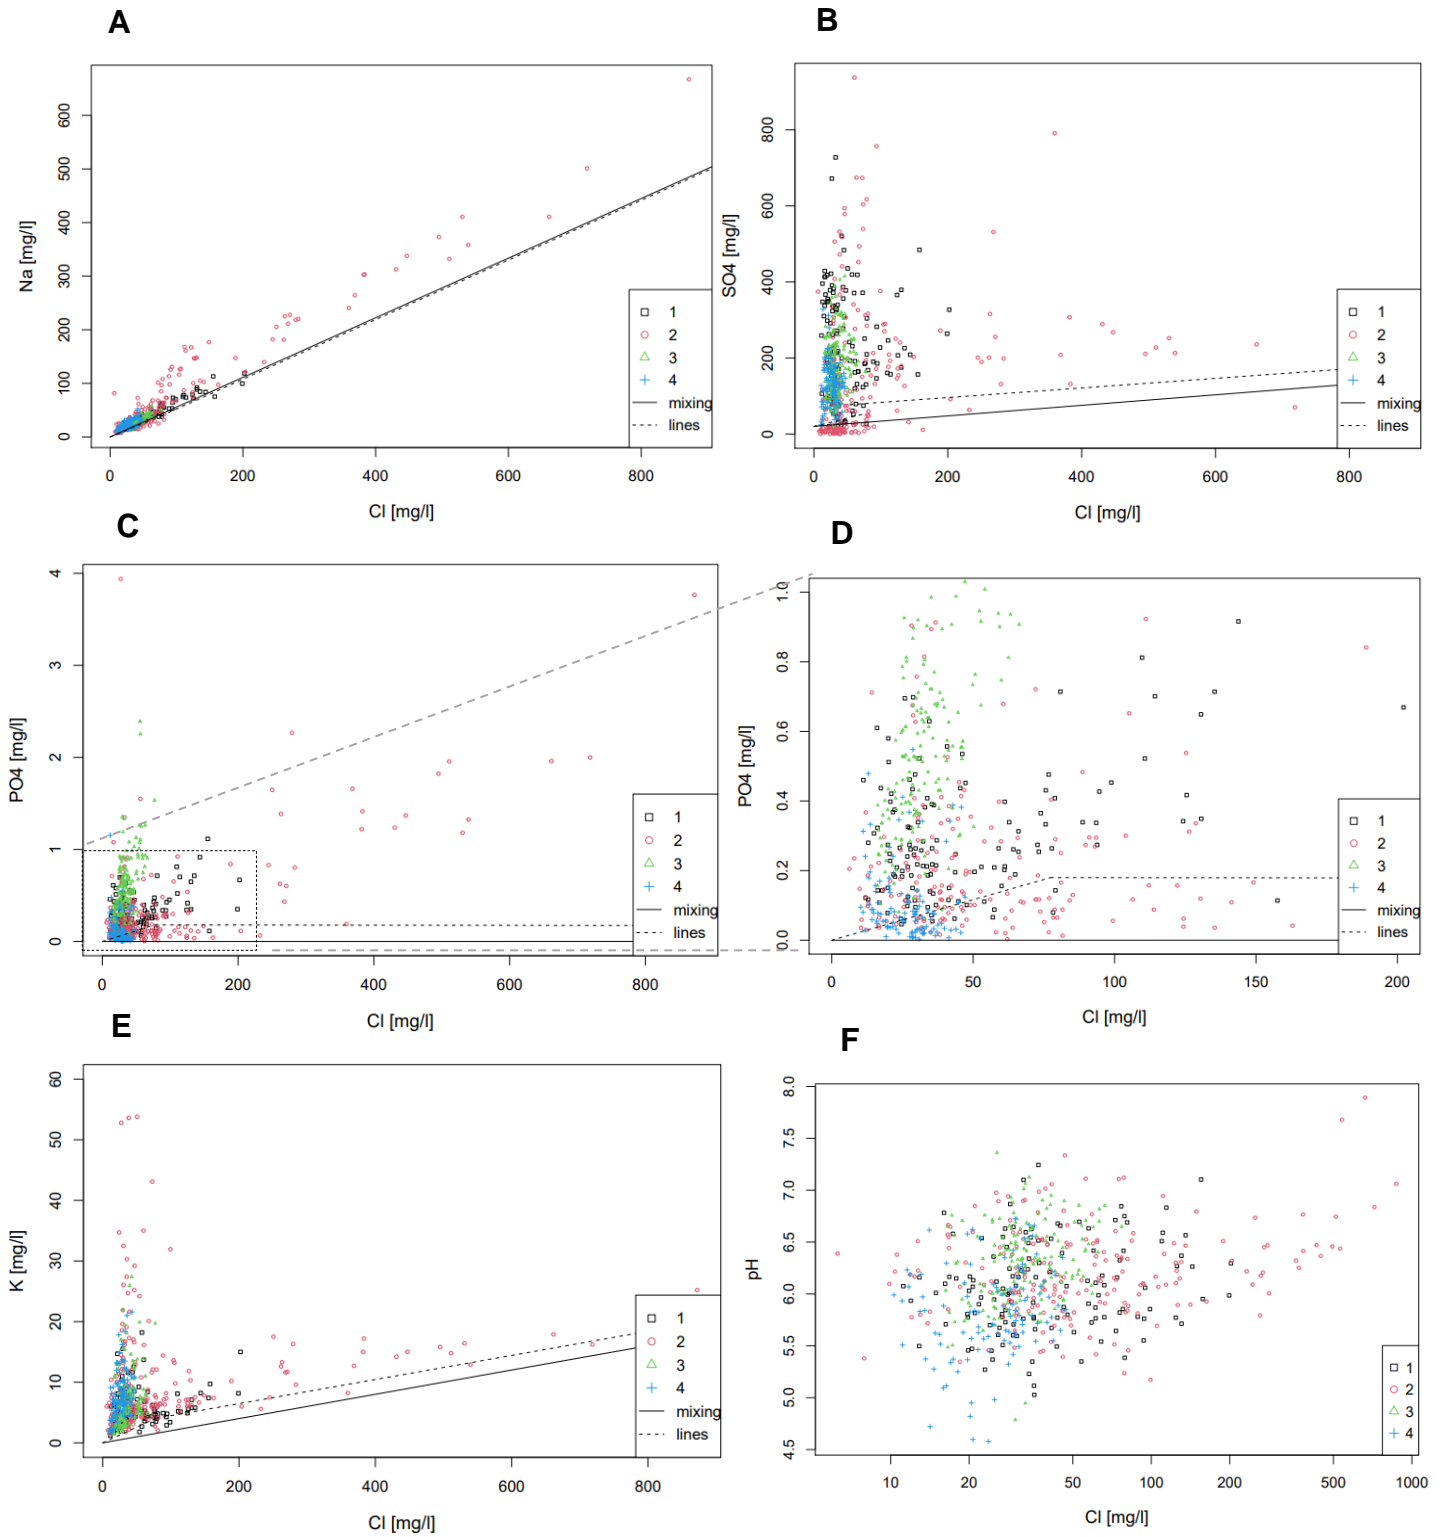 A
Na [mg/l]
600
500
400
300
200
100
0
0 200 400 600 800
Cl [mg/l]
1
2
3
4
mixing
lines
B
SO4 [mg/l]
800
600
400
200
0
0 200 400 600 800
Cl [mg/l]
1
2
3
4
mixing
lines
C
PO4 [mg/l]
4
3
2
1
0
0 200 400 600 800
Cl [mg/l]
1
2
3
4
mixing
lines
D
PO4 [mg/l]
1.0
0.8
0.6
0.4
0.2
0.0
0 50 100 150 200
Cl [mg/l]
1
2
3
4
mixing
lines
E
K [mg/l]
60
50
40
30
20
10
0
0 200 400 600 800
Cl [mg/l]
1
2
3
4
mixing
lines
F
pH
8.0
7.5
7.0
6.5
6.0
5.5
5.0
4.5
10 20 50 100 200 500 1000
Cl [mg/l]
1
2
3
4